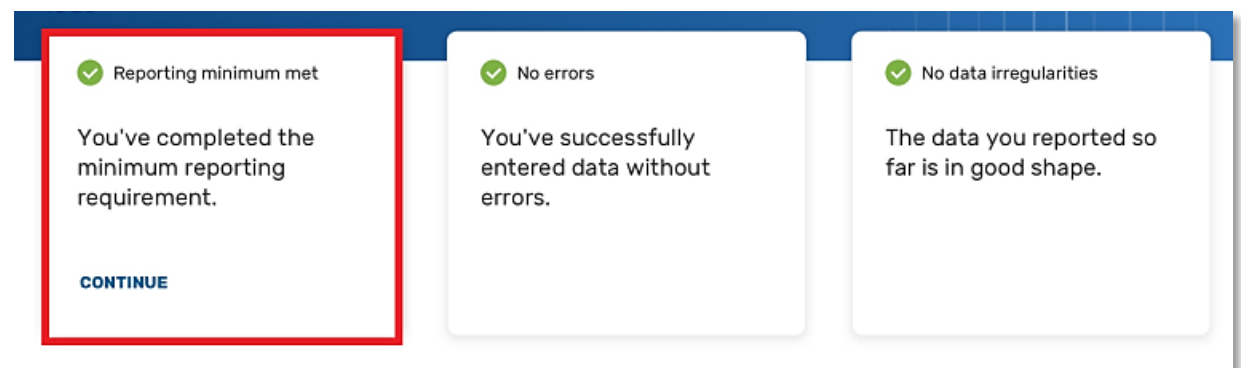 Reporting minimum met
You've completed the
minimum reporting
requirement.
CONTINUE
No errors
You've successfully
entered data without
errors.
No data irregularities
The data you reported so
far is in good shape.